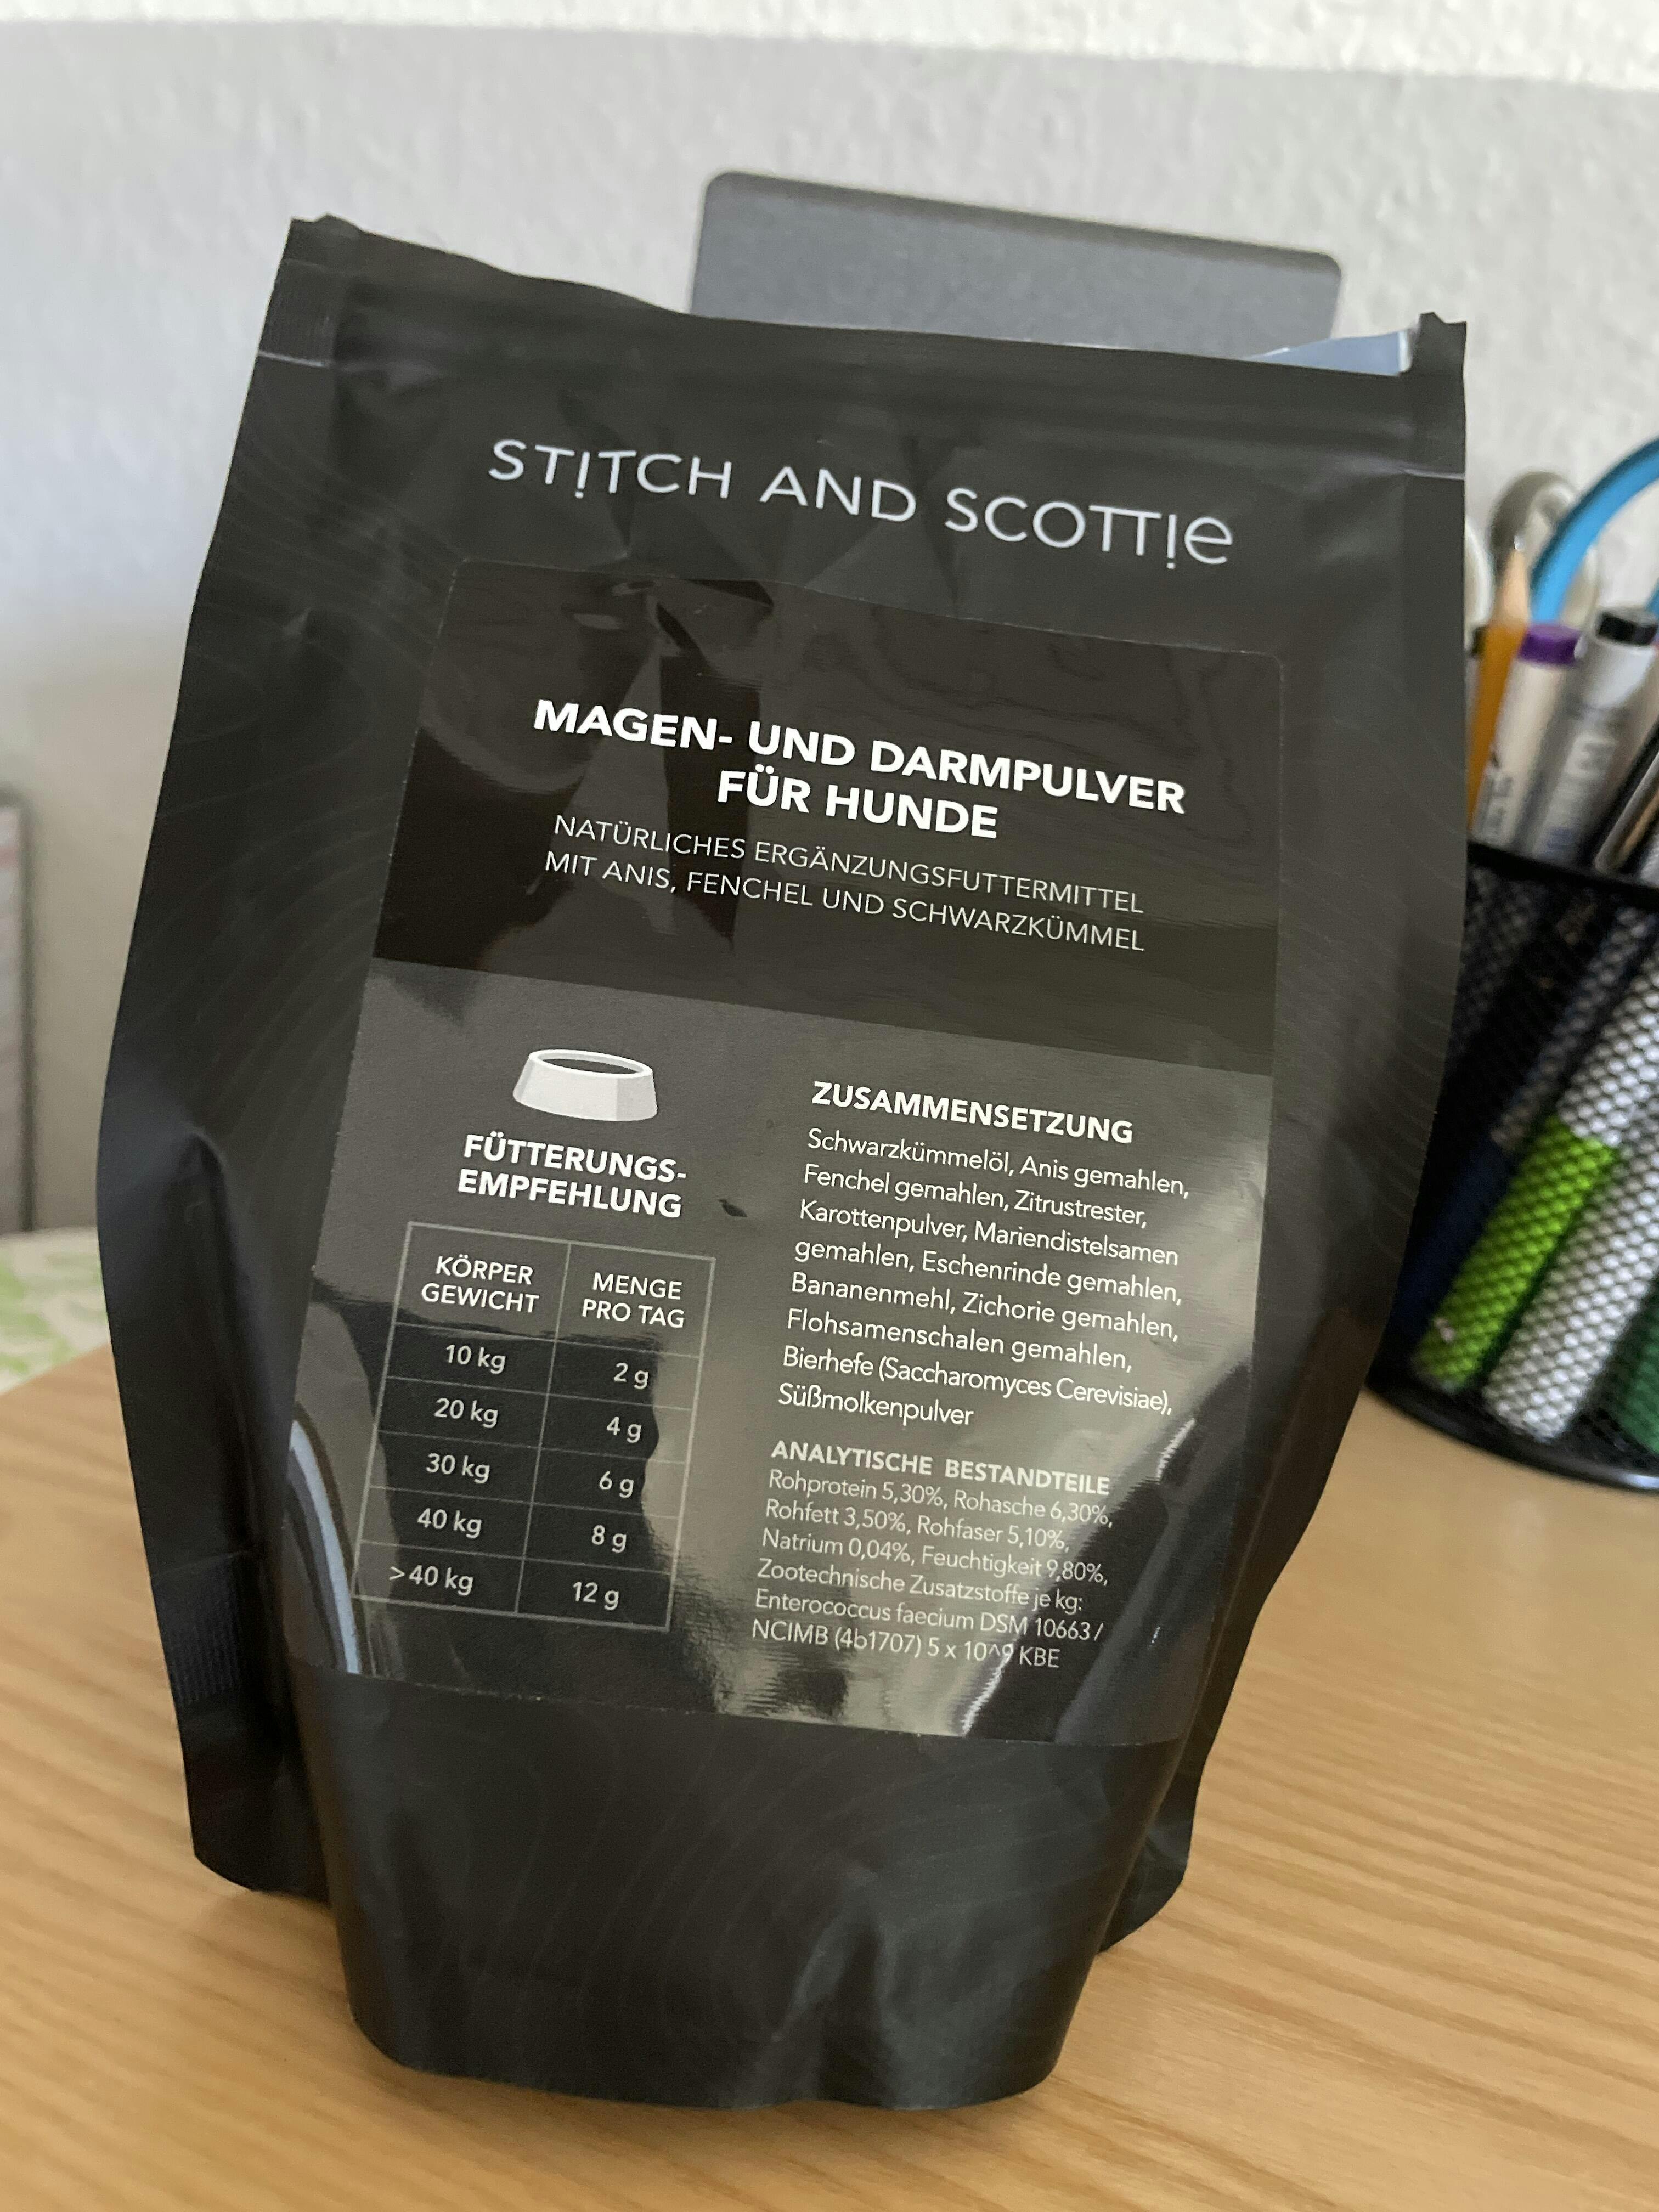 STITCH AND SCOTTIE
MAGEN- UND DARMPULVER
FÜR HUNDE
NATÜRLICHES ERGÄNZUNGSFUTTERMITTEL
MIT ANIS, FENCHEL UND SCHWARZKÜMMEL
FÜTTERUNGS-
EMPFEHLUNG
KÖRPER
GEWICHT
MENGE
PRO TAG
10 kg
2 g
20 kg
4 g
30 kg
6 g
40 kg
8 g
>40 kg
12 g
ZUSAMMENSETZUNG
Schwarzkümmelöl, Anis gemahlen,
Fenchel gemahlen, Zitrustrester,
Karottenpulver, Mariendistelsamen
gemahlen, Eschenrinde gemahlen,
Bananenmehl, Zichorie gemahlen,
Flohsamenschalen gemahlen,
Bierhefe (Saccharomyces Cerevisiae),
Süßmolkenpulver
ANALYTISCHE BESTANDTEILE
Rohprotein 5,30%, Rohasche 6,30%,
Rohfett 3,50%, Rohfaser 5,10%,
Natrium 0,04%, Feuchtigkeit 9,80%,
Zootechnische Zusatzstoffe je kg:
Enterococcus faecium DSM 10663 /
NCIMB (4b1707) 5 x 10^9 KBE